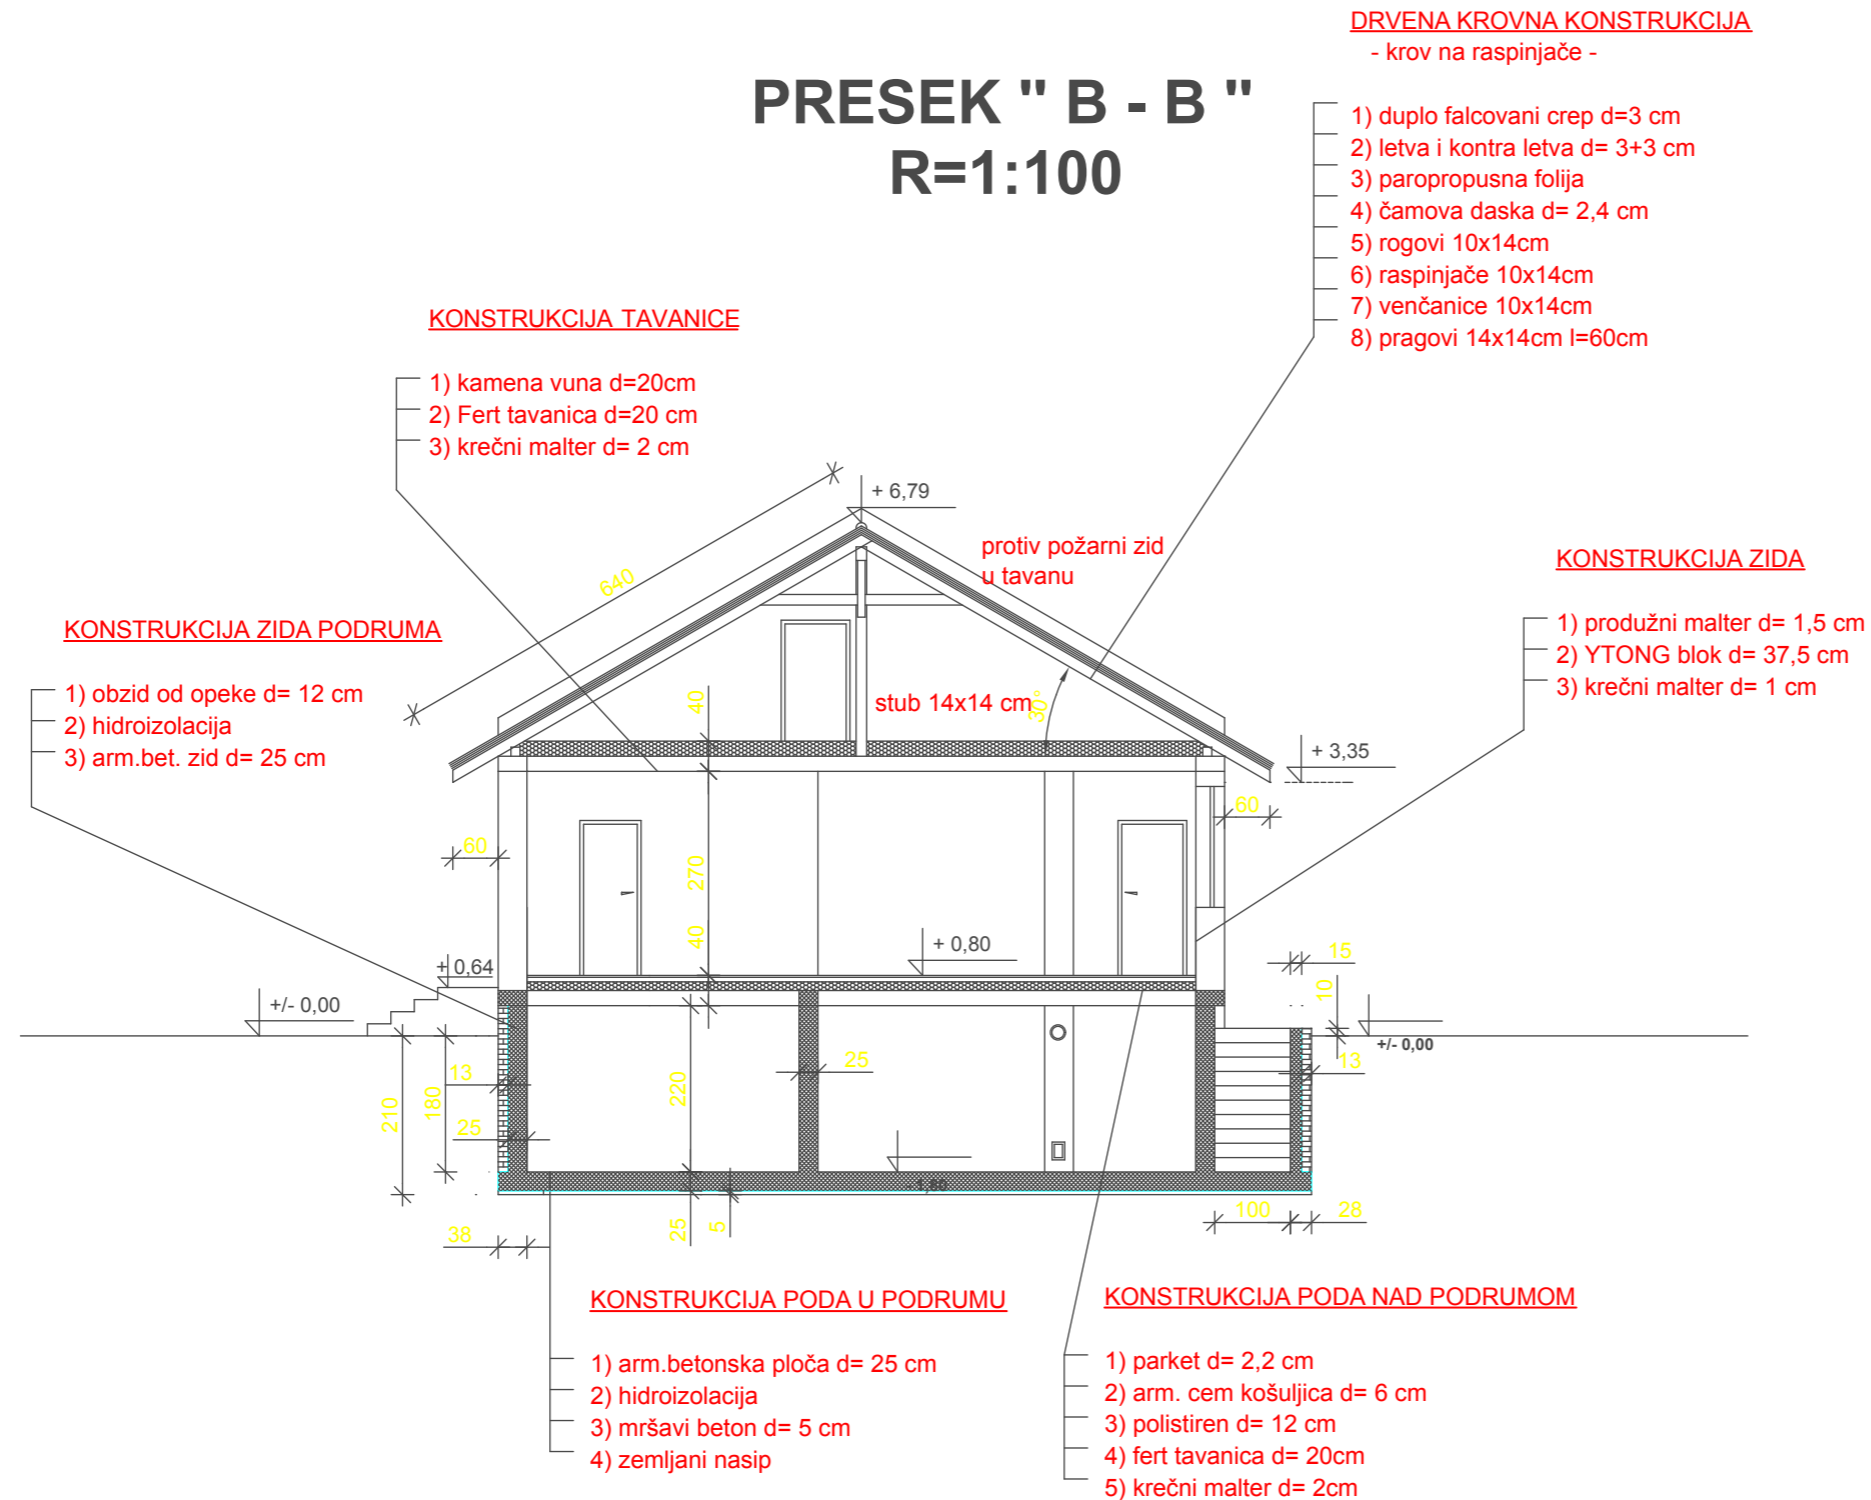 DRVENA KROVNA KONSTRUKCIJA
- krov na raspinjače -
PRESEK " B - B "
R=1:100
1) duplo falcovani crep d=3 cm
2) letva i kontra letva d= 3+3 cm
3) paropropusna folija
4) čamova daska d= 2,4 cm
5) rogovi 10x14cm
6) raspinjače 10x14cm
7) venčanice 10x14cm
8) pragovi 14x14cm l=60cm
KONSTRUKCIJA TAVANICE
1) kamena vuna d=20cm
2) Fert tavanica d=20 cm
3) krečni malter d= 2 cm
+ 6,79
640
protiv požarni zid
u tavanu
KONSTRUKCIJA ZIDA
1) produžni malter d= 1,5 cm
2) YTONG blok d= 37,5 cm
3) krečni malter d= 1 cm
KONSTRUKCIJA ZIDA PODRUMA
1) obzid od opeke d= 12 cm
2) hidroizolacija
3) arm.bet. zid d= 25 cm
40
stub 14x14 cm
30°
+ 3,35
60
60
270
40
+ 0,80
+ 0,64
+/- 0,00
15
10
+/- 0,00
13
13
25
25
210
180
220
- 1,80
38
25
5
100
28
KONSTRUKCIJA PODA U PODRUMU
1) arm.betonska ploča d= 25 cm
2) hidroizolacija
3) mršavi beton d= 5 cm
4) zemljani nasip
KONSTRUKCIJA PODA NAD PODRUMOM
1) parket d= 2,2 cm
2) arm. cem košuljica d= 6 cm
3) polistiren d= 12 cm
4) fert tavanica d= 20cm
5) krečni malter d= 2cm